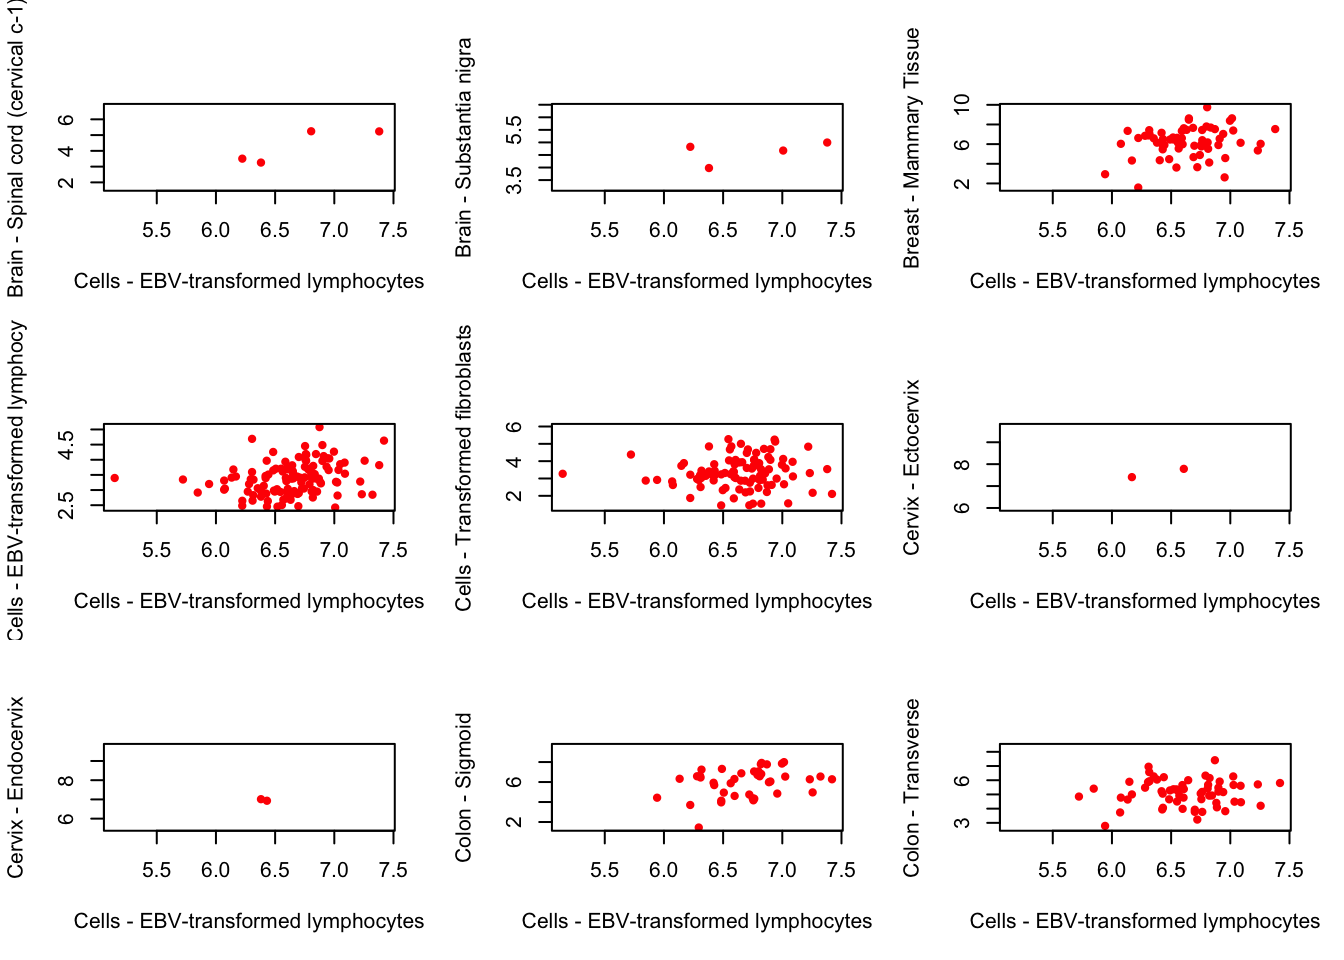 Brain - Spinal cord (cervical c-1)
2 4 6
5.5 6.0 6.5 7.0 7.5
Cells - EBV-transformed lymphocytes
Brain - Substantia nigra
3.5 5.5
5.5 6.0 6.5 7.0 7.5
Cells - EBV-transformed lymphocytes
Breast - Mammary Tissue
2 6 10
5.5 6.0 6.5 7.0 7.5
Cells - EBV-transformed lymphocytes
Cells - EBV-transformed lymphocy
2.5 4.5
5.5 6.0 6.5 7.0 7.5
Cells - EBV-transformed lymphocytes
Cells - Transformed fibroblasts
2 4 6
5.5 6.0 6.5 7.0 7.5
Cells - EBV-transformed lymphocytes
Cervix - Ectocervix
6 8
5.5 6.0 6.5 7.0 7.5
Cells - EBV-transformed lymphocytes
Cervix - Endocervix
6 8
5.5 6.0 6.5 7.0 7.5
Cells - EBV-transformed lymphocytes
Colon - Sigmoid
2 6
5.5 6.0 6.5 7.0 7.5
Cells - EBV-transformed lymphocytes
Colon - Transverse
3 6
5.5 6.0 6.5 7.0 7.5
Cells - EBV-transformed lymphocytes